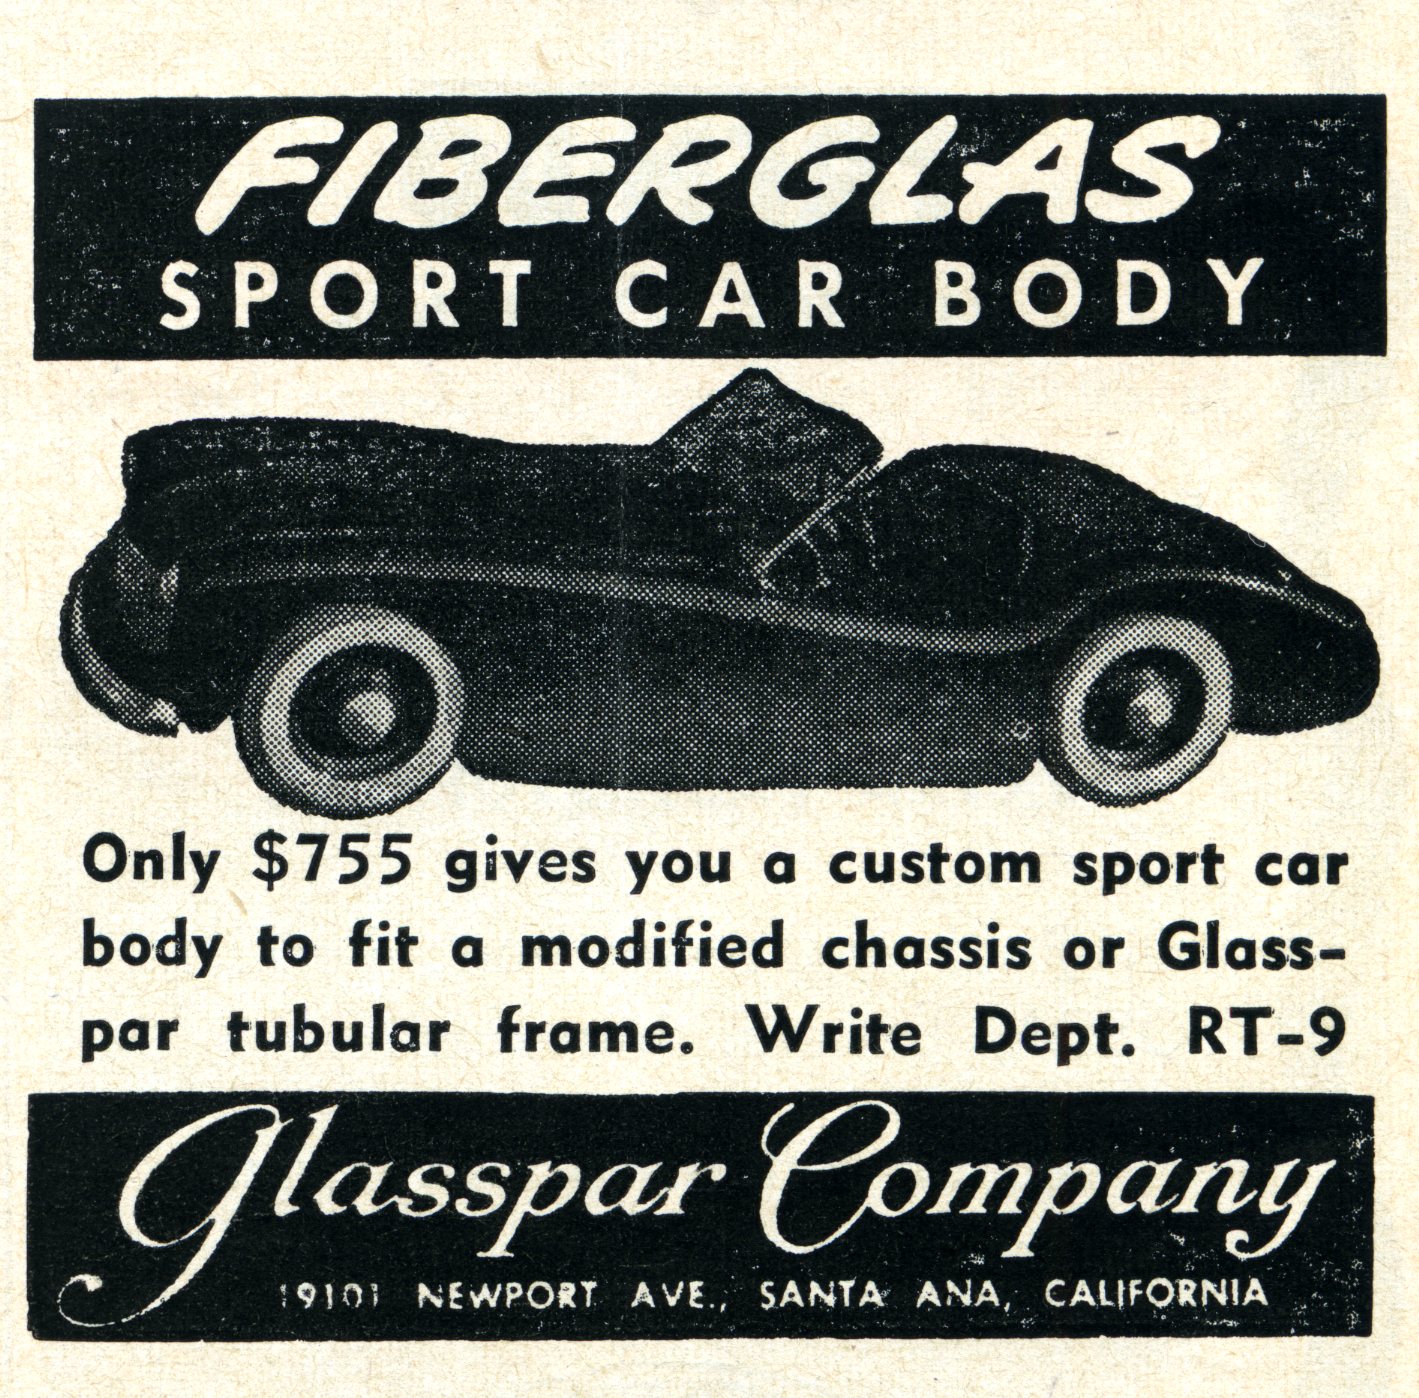 FIBERGLAS
SPORT CAR BODY
Only $755 gives you a custom sport car
body to fit a modified chassis or Glass-
par tubular frame. Write Dept. RT-9
Glasspar Company
19101 NEWPORT AVE., SANTA ANA, CALIFORNIA